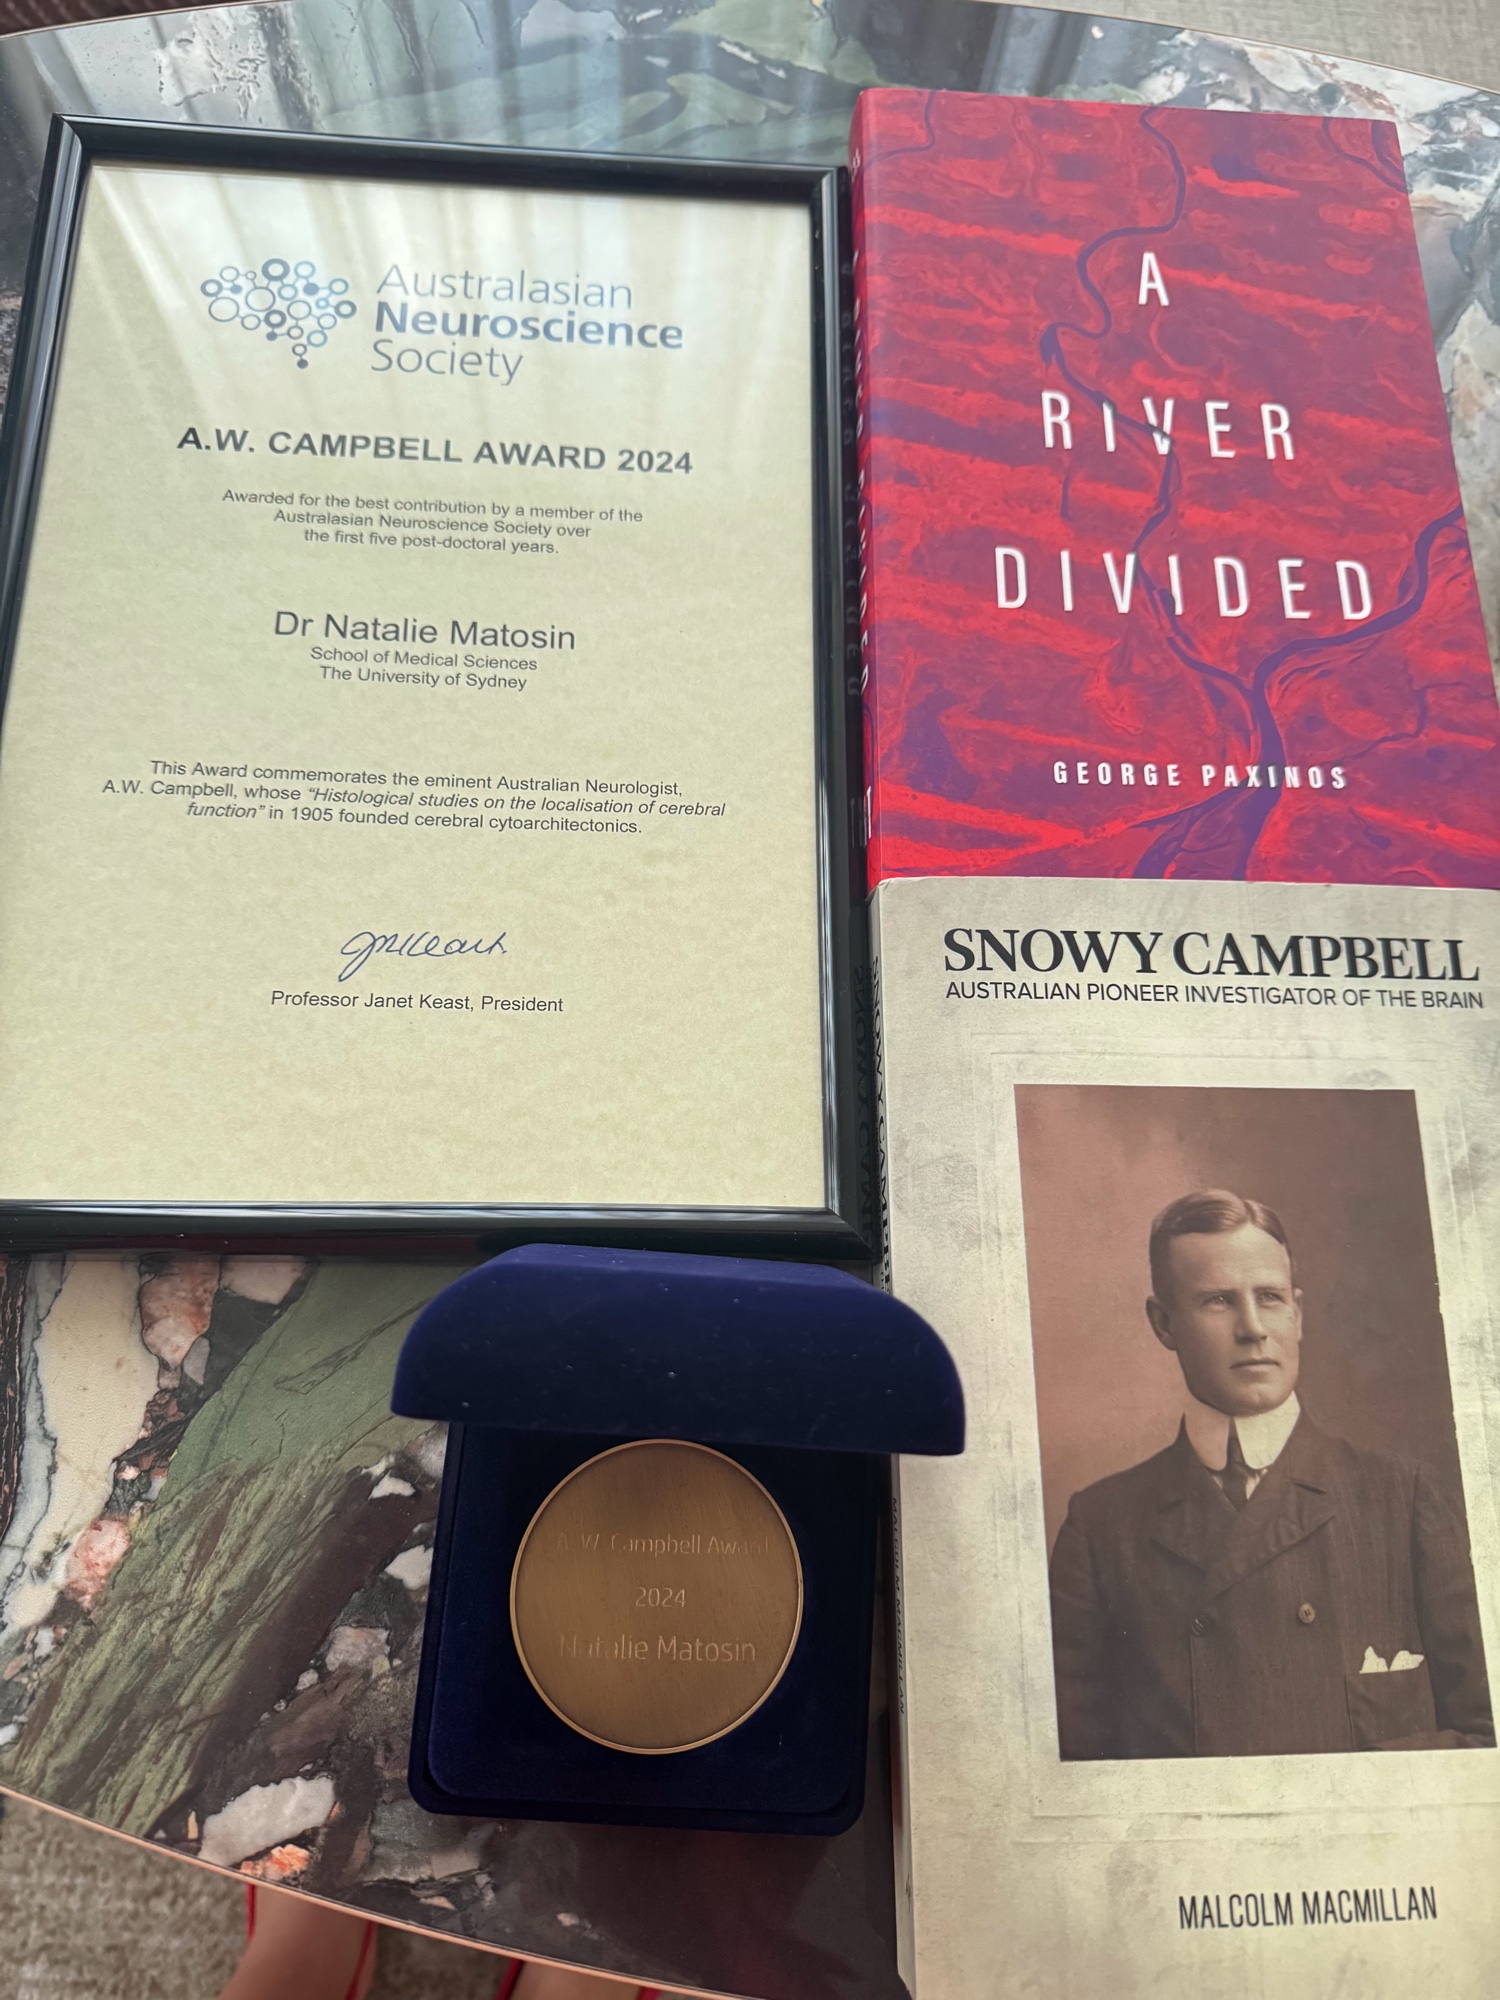 Australasian
Neuroscience
Society
A.W. CAMPBELL AWARD 2024
Awarded for the best contribution by a member of the
Australasian Neuroscience Society over
the first five post-doctoral years.
Dr Natalie Matosin
School of Medical Sciences
The University of Sydney
This Award commemorates the eminent Australian Neurologist,
A.W. Campbell, whose “Histological studies on the localisation of cerebral
function” in 1905 founded cerebral cytoarchitectonics.
Professor Janet Keast, President
A
RIVER
DIVIDED
GEORGE PAXINOS
SNOWY CAMPBELL
AUSTRALIAN PIONEER INVESTIGATOR OF THE BRAIN
MALCOLM MACMILLAN
A.W. Campbell Award
2024
Natalie Matosin